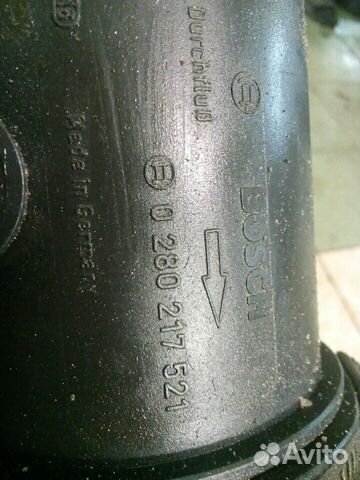 Durchfluß
BOSCH
0 280 217 521
Made in Germany
Avito